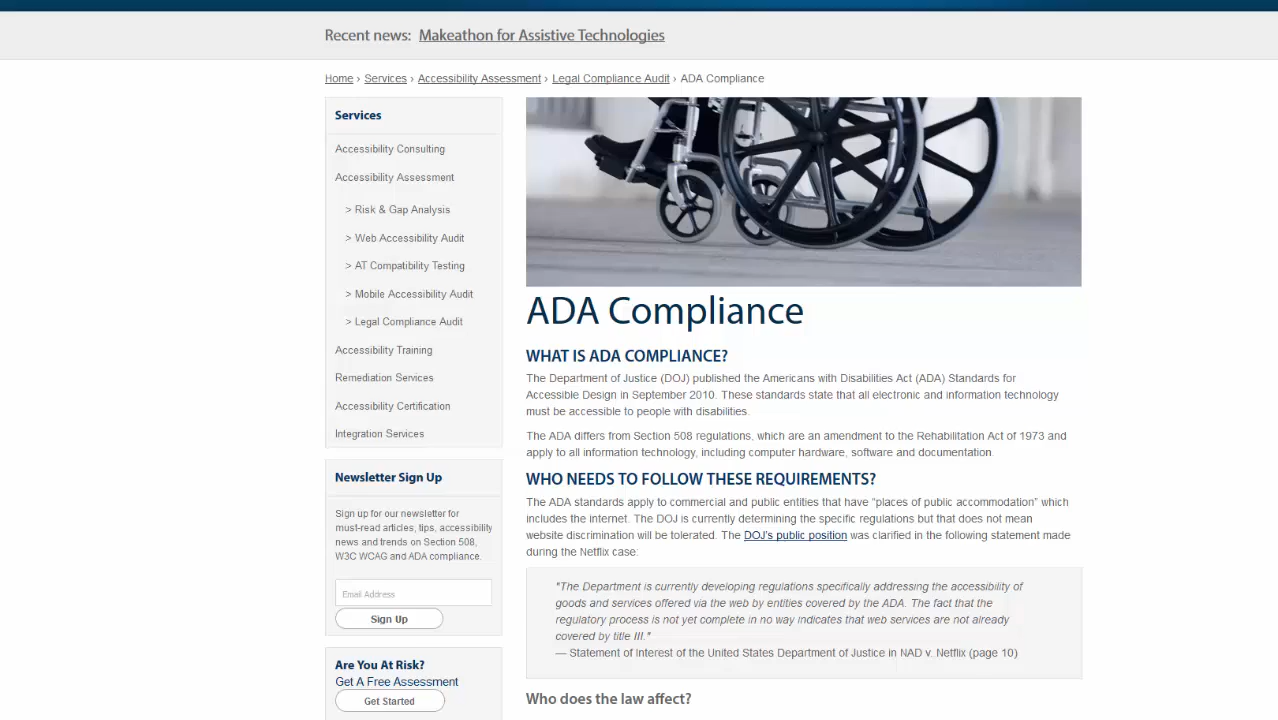 Recent news: Makeathon for Assistive Technologies
Home › Services › Accessibility Assessment › Legal Compliance Audit › ADA Compliance
Services
Accessibility Consulting
Accessibility Assessment
> Risk & Gap Analysis
> Web Accessibility Audit
> AT Compatibility Testing
> Mobile Accessibility Audit
> Legal Compliance Audit
Accessibility Training
Remediation Services
Accessibility Certification
Integration Services
Newsletter Sign Up
Sign up for our newsletter for
must-read articles, tips, accessibility
news and trends on Section 508,
W3C WCAG and ADA compliance.
Email Address
Sign Up
Are You At Risk?
Get A Free Assessment
Get Started
ADA Compliance
WHAT IS ADA COMPLIANCE?
The Department of Justice (DOJ) published the Americans with Disabilities Act (ADA) Standards for
Accessible Design in September 2010. These standards state that all electronic and information technology
must be accessible to people with disabilities.
The ADA differs from Section 508 regulations, which are an amendment to the Rehabilitation Act of 1973 and
apply to all information technology, including computer hardware, software and documentation.
WHO NEEDS TO FOLLOW THESE REQUIREMENTS?
The ADA standards apply to commercial and public entities that have “places of public accommodation” which
includes the internet. The DOJ is currently determining the specific regulations but that does not mean
website discrimination will be tolerated. The DOJ's public position was clarified in the following statement made
during the Netflix case:
"The Department is currently developing regulations specifically addressing the accessibility of
goods and services offered via the web by entities covered by the ADA. The fact that the
regulatory process is not yet complete in no way indicates that web services are not already
covered by title III."
— Statement of Interest of the United States Department of Justice in NAD v. Netflix (page 10)
Who does the law affect?